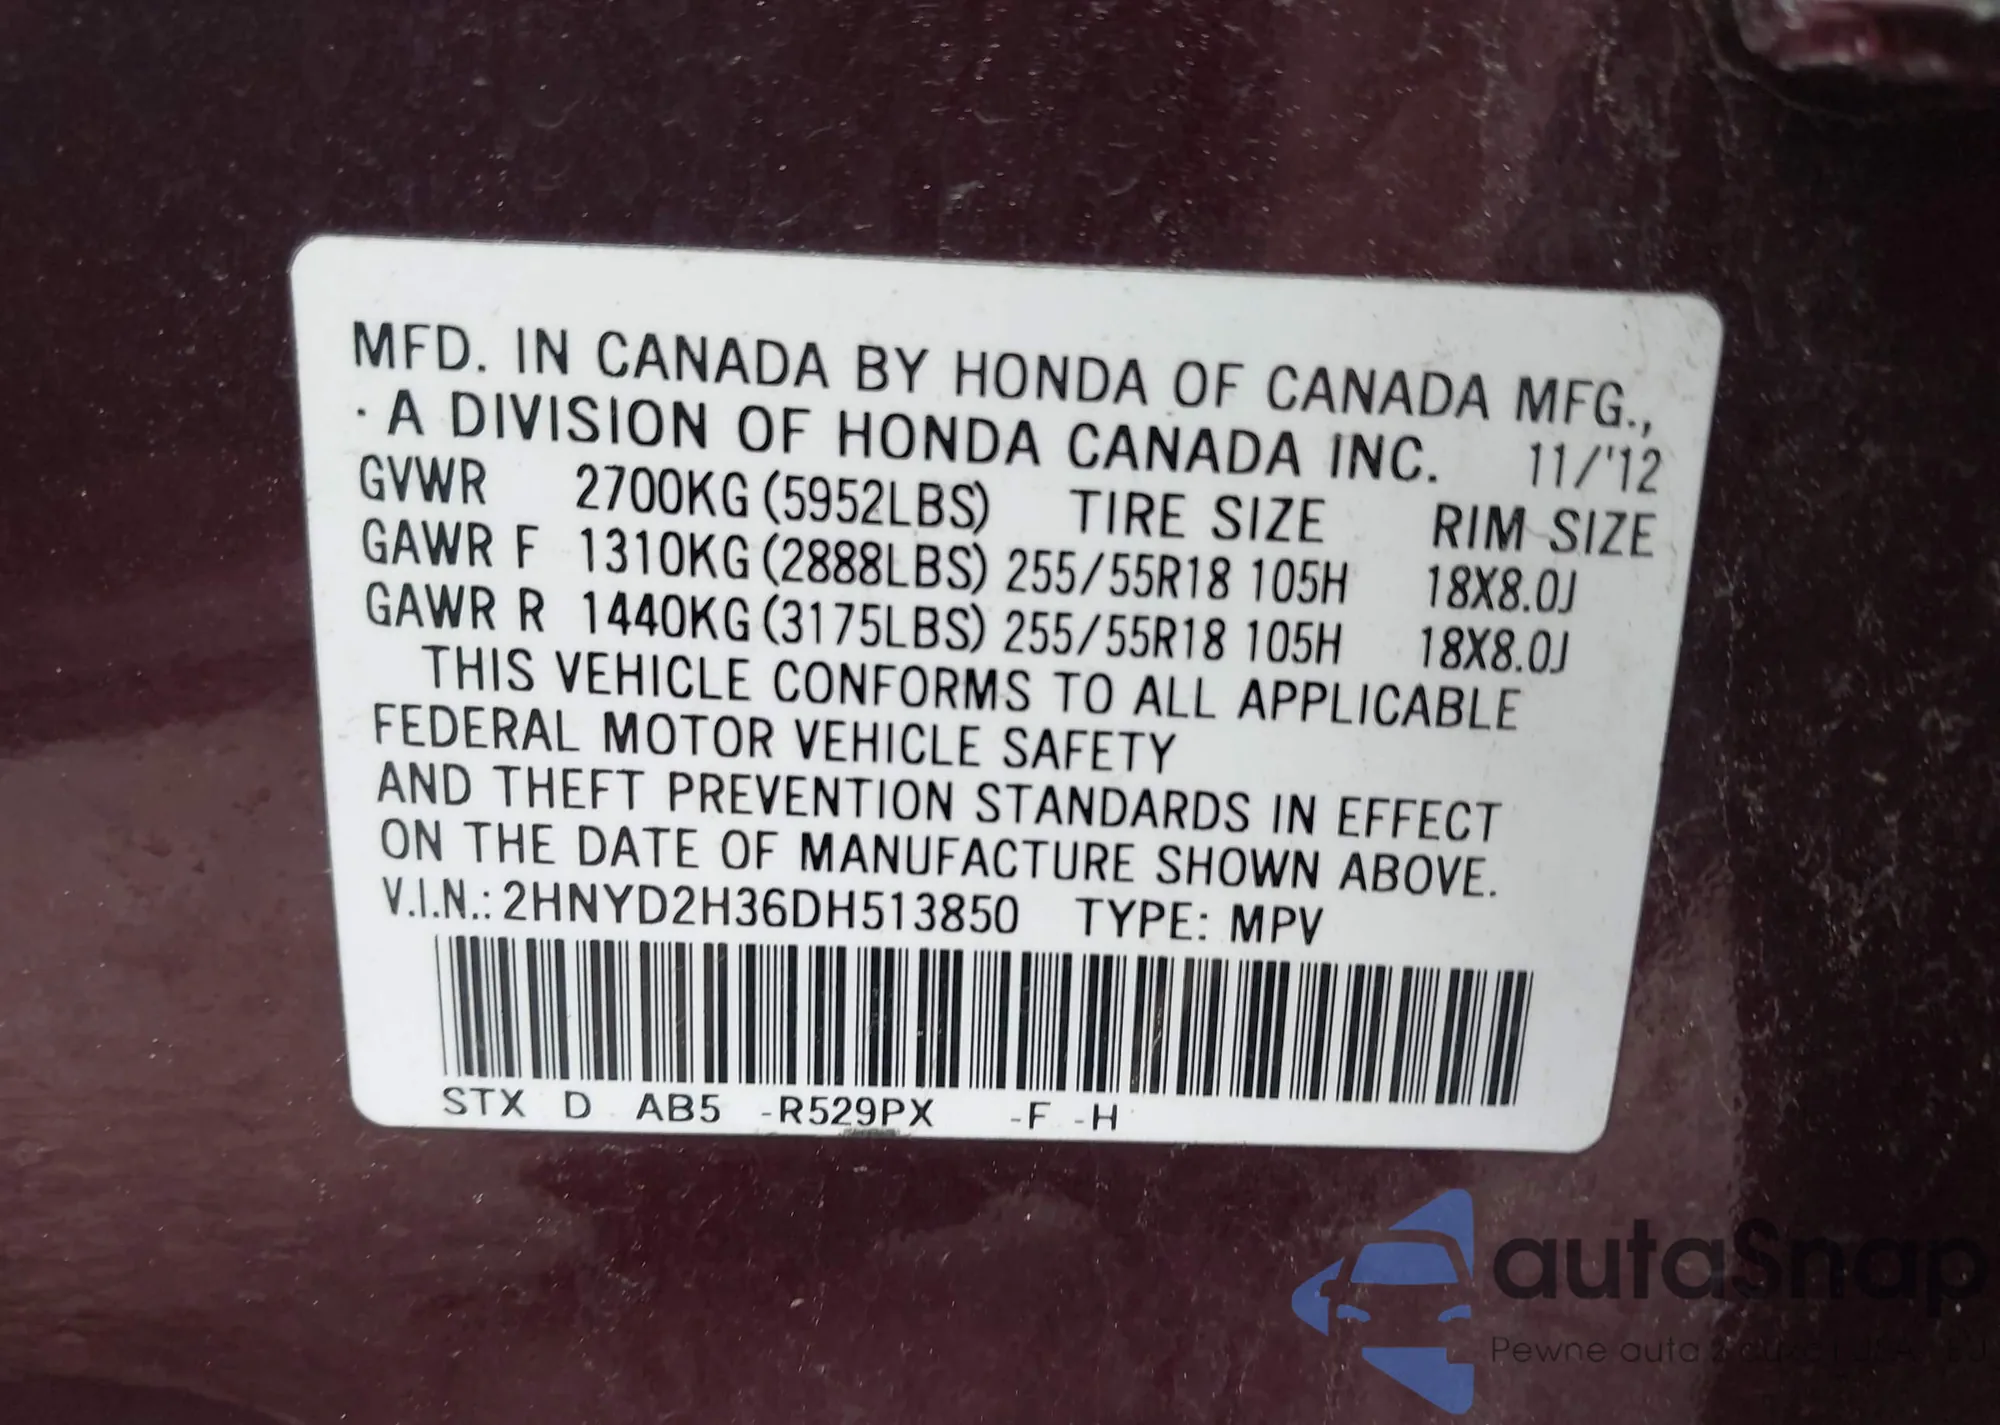 MFD. IN CANADA BY HONDA OF CANADA MFG.,
· A DIVISION OF HONDA CANADA INC. 11/'12
GVWR 2700KG (5952LBS) TIRE SIZE RIM SIZE
GAWR F 1310KG (2888LBS) 255/55R18 105H 18X8.0J
GAWR R 1440KG (3175LBS) 255/55R18 105H 18X8.0J
THIS VEHICLE CONFORMS TO ALL APPLICABLE
FEDERAL MOTOR VEHICLE SAFETY
AND THEFT PREVENTION STANDARDS IN EFFECT
ON THE DATE OF MANUFACTURE SHOWN ABOVE.
V.I.N.: 2HNYD2H36DH513850 TYPE: MPV
STX D AB5 -R529PX -F -H
autaSnap
Pewne auta z